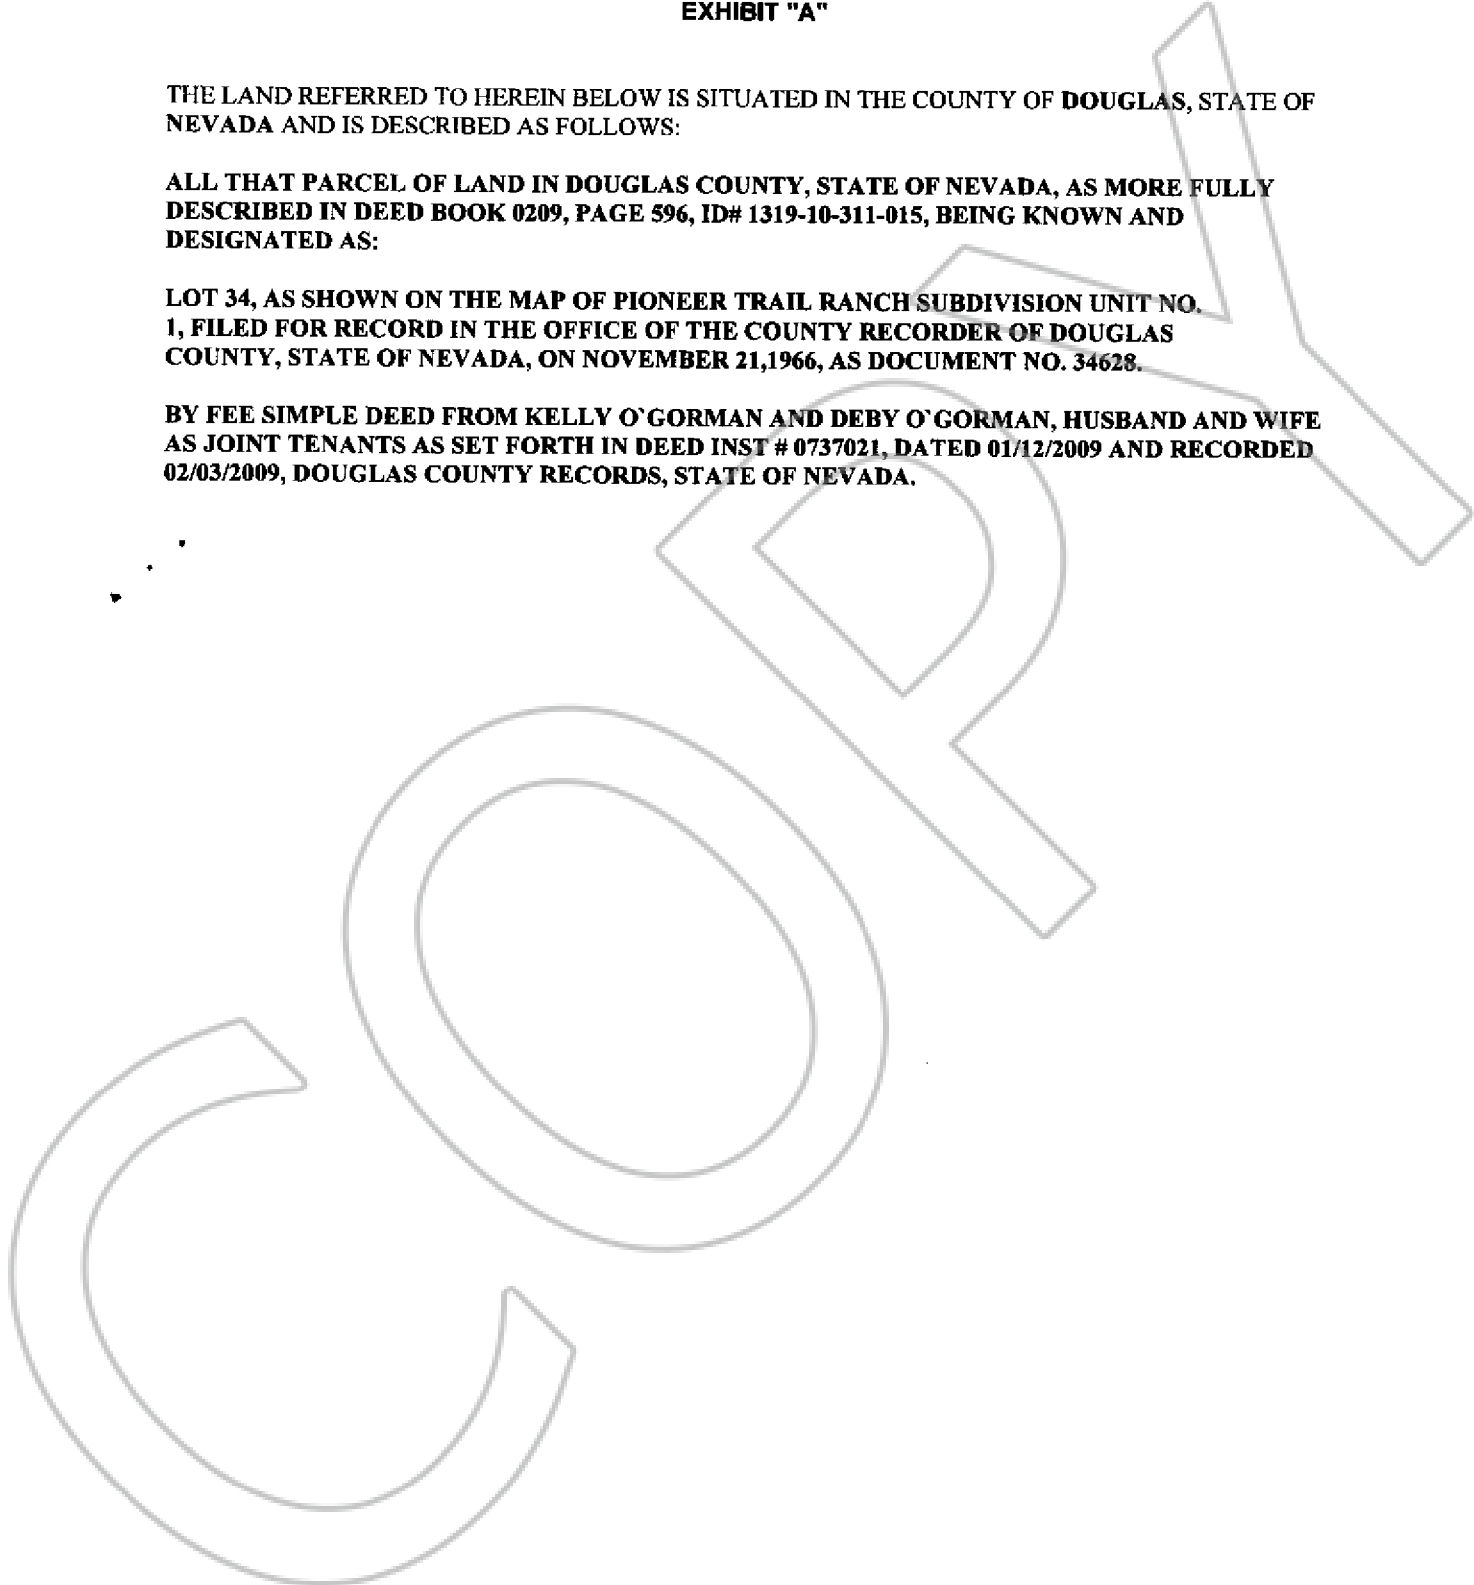 EXHIBIT "A"
THE LAND REFERRED TO HEREIN BELOW IS SITUATED IN THE COUNTY OF DOUGLAS, STATE OF
NEVADA AND IS DESCRIBED AS FOLLOWS:
ALL THAT PARCEL OF LAND IN DOUGLAS COUNTY, STATE OF NEVADA, AS MORE FULLY
DESCRIBED IN DEED BOOK 0209, PAGE 596, ID# 1319-10-311-015, BEING KNOWN AND
DESIGNATED AS:
LOT 34, AS SHOWN ON THE MAP OF PIONEER TRAIL RANCH SUBDIVISION UNIT NO.
1, FILED FOR RECORD IN THE OFFICE OF THE COUNTY RECORDER OF DOUGLAS
COUNTY, STATE OF NEVADA, ON NOVEMBER 21,1966, AS DOCUMENT NO. 34628.
BY FEE SIMPLE DEED FROM KELLY O`GORMAN AND DEBY O`GORMAN, HUSBAND AND WIFE
AS JOINT TENANTS AS SET FORTH IN DEED INST # 0737021, DATED 01/12/2009 AND RECORDED
02/03/2009, DOUGLAS COUNTY RECORDS, STATE OF NEVADA.
COPY